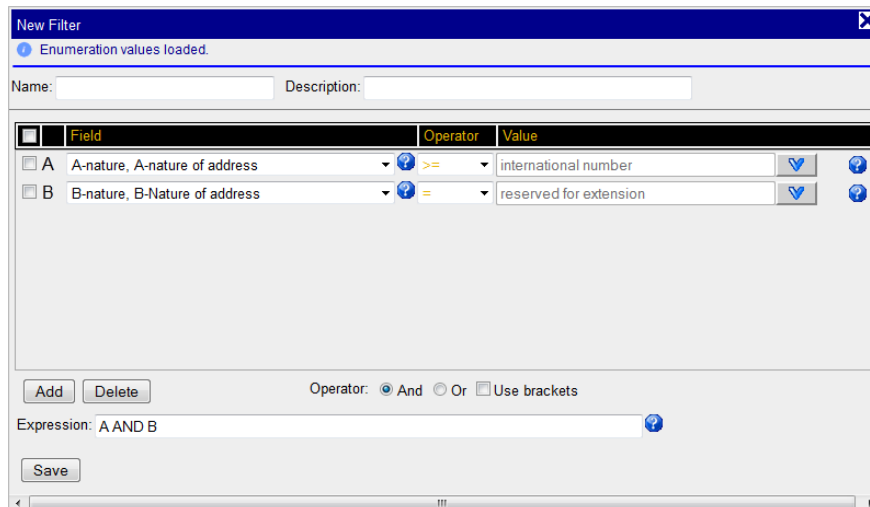 New Filter
Enumeration values loaded.
Name: Description:
Field Operator Value
A A-nature, A-nature of address >= international number
B B-nature, B-Nature of address = reserved for extension
Add Delete Operator: And Or Use brackets
Expression: A AND B
Save